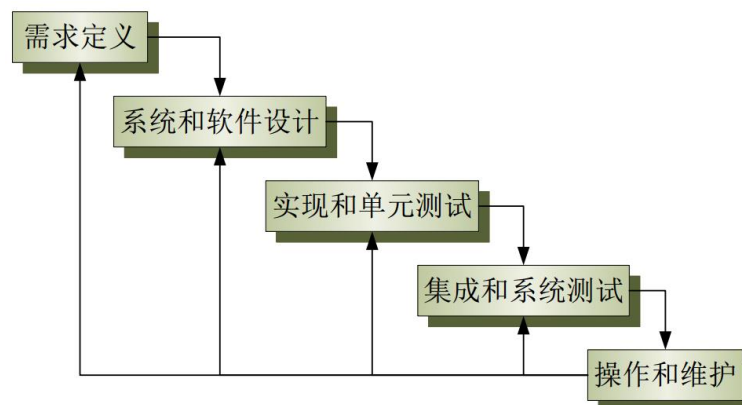 需求定义
系统和软件设计
实现和单元测试
集成和系统测试
操作和维护